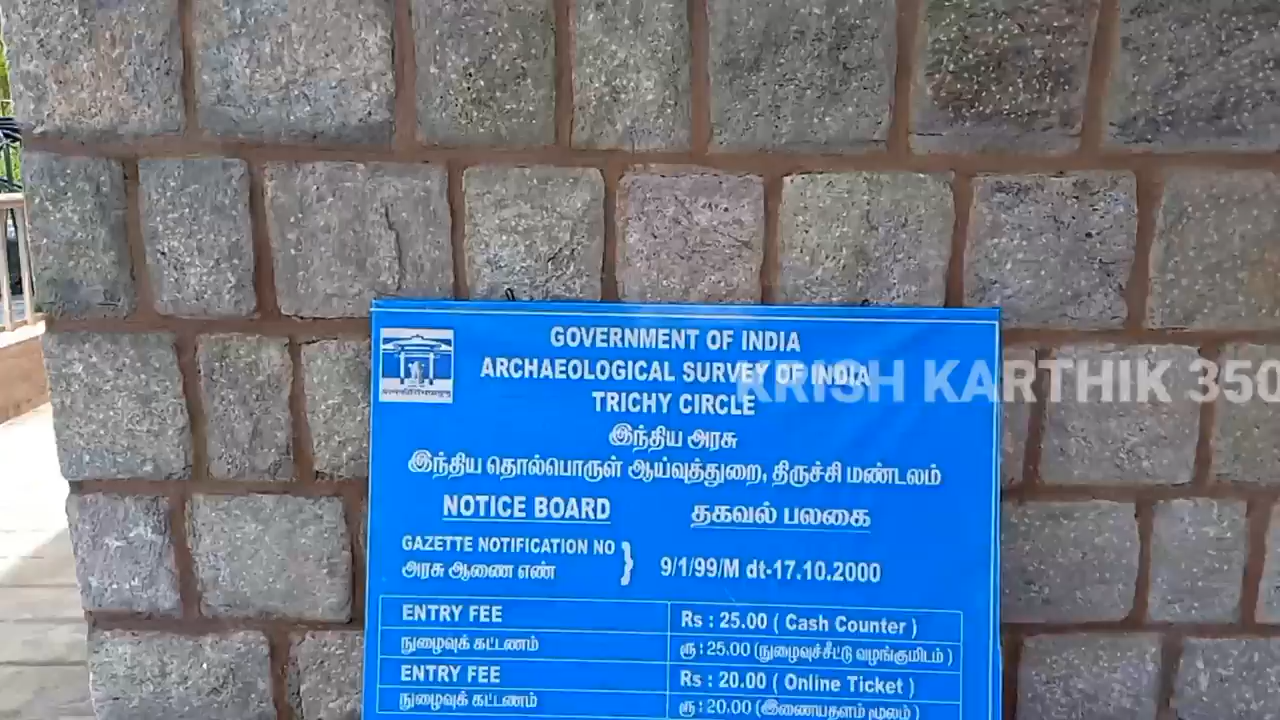 GOVERNMENT OF INDIA
ARCHAEOLOGICAL SURVEY OF INDIA
TRICHY CIRCLE
KRISH KARTHIK 350
இந்திய அரசு
இந்திய தொல்பொருள் ஆய்வுத்துறை, திருச்சி மண்டலம்
NOTICE BOARD தகவல் பலகை
GAZETTE NOTIFICATION NO
அரசு ஆணை எண் } 9/1/99/M dt-17.10.2000
ENTRY FEE Rs : 25.00 ( Cash Counter )
நுழைவுக் கட்டணம் ரூ : 25.00 (நுழைவுச்சீட்டு வழங்குமிடம் )
ENTRY FEE Rs : 20.00 ( Online Ticket )
நுழைவுக் கட்டணம் ரூ : 20.00 (இணையதளம் மூலம் )